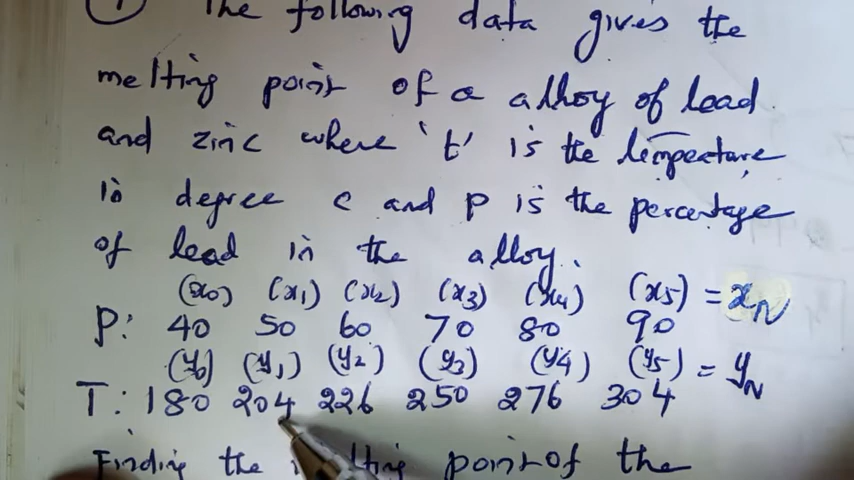 ① The following data gives the
melting point of a alloy of lead
and zinc where 't' is the temperature
in degree c and p is the percentage
of lead in the alloy.
(x0) (x1) (x2) (x3) (x4) (x5) = xN
P: 40 50 60 70 80 90
(y0) (y1) (y2) (y3) (y4) (y5) = yN
T: 180 204 226 250 276 304
Finding the melting point of the